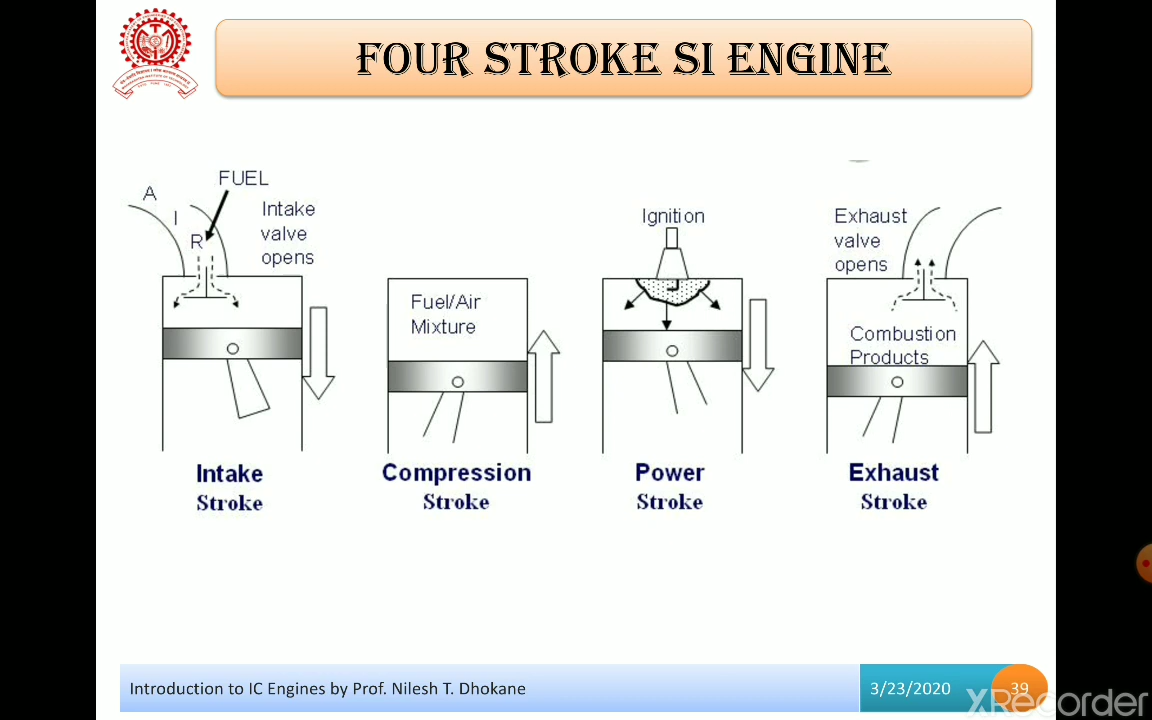 FOUR STROKE SI ENGINE
FUEL
A
I
R
Intake
valve
opens
Fuel/Air
Mixture
Ignition
Exhaust
valve
opens
Combustion
Products
Intake
Stroke
Compression
Stroke
Power
Stroke
Exhaust
Stroke
Introduction to IC Engines by Prof. Nilesh T. Dhokane
3/23/2020
39
XRecorder